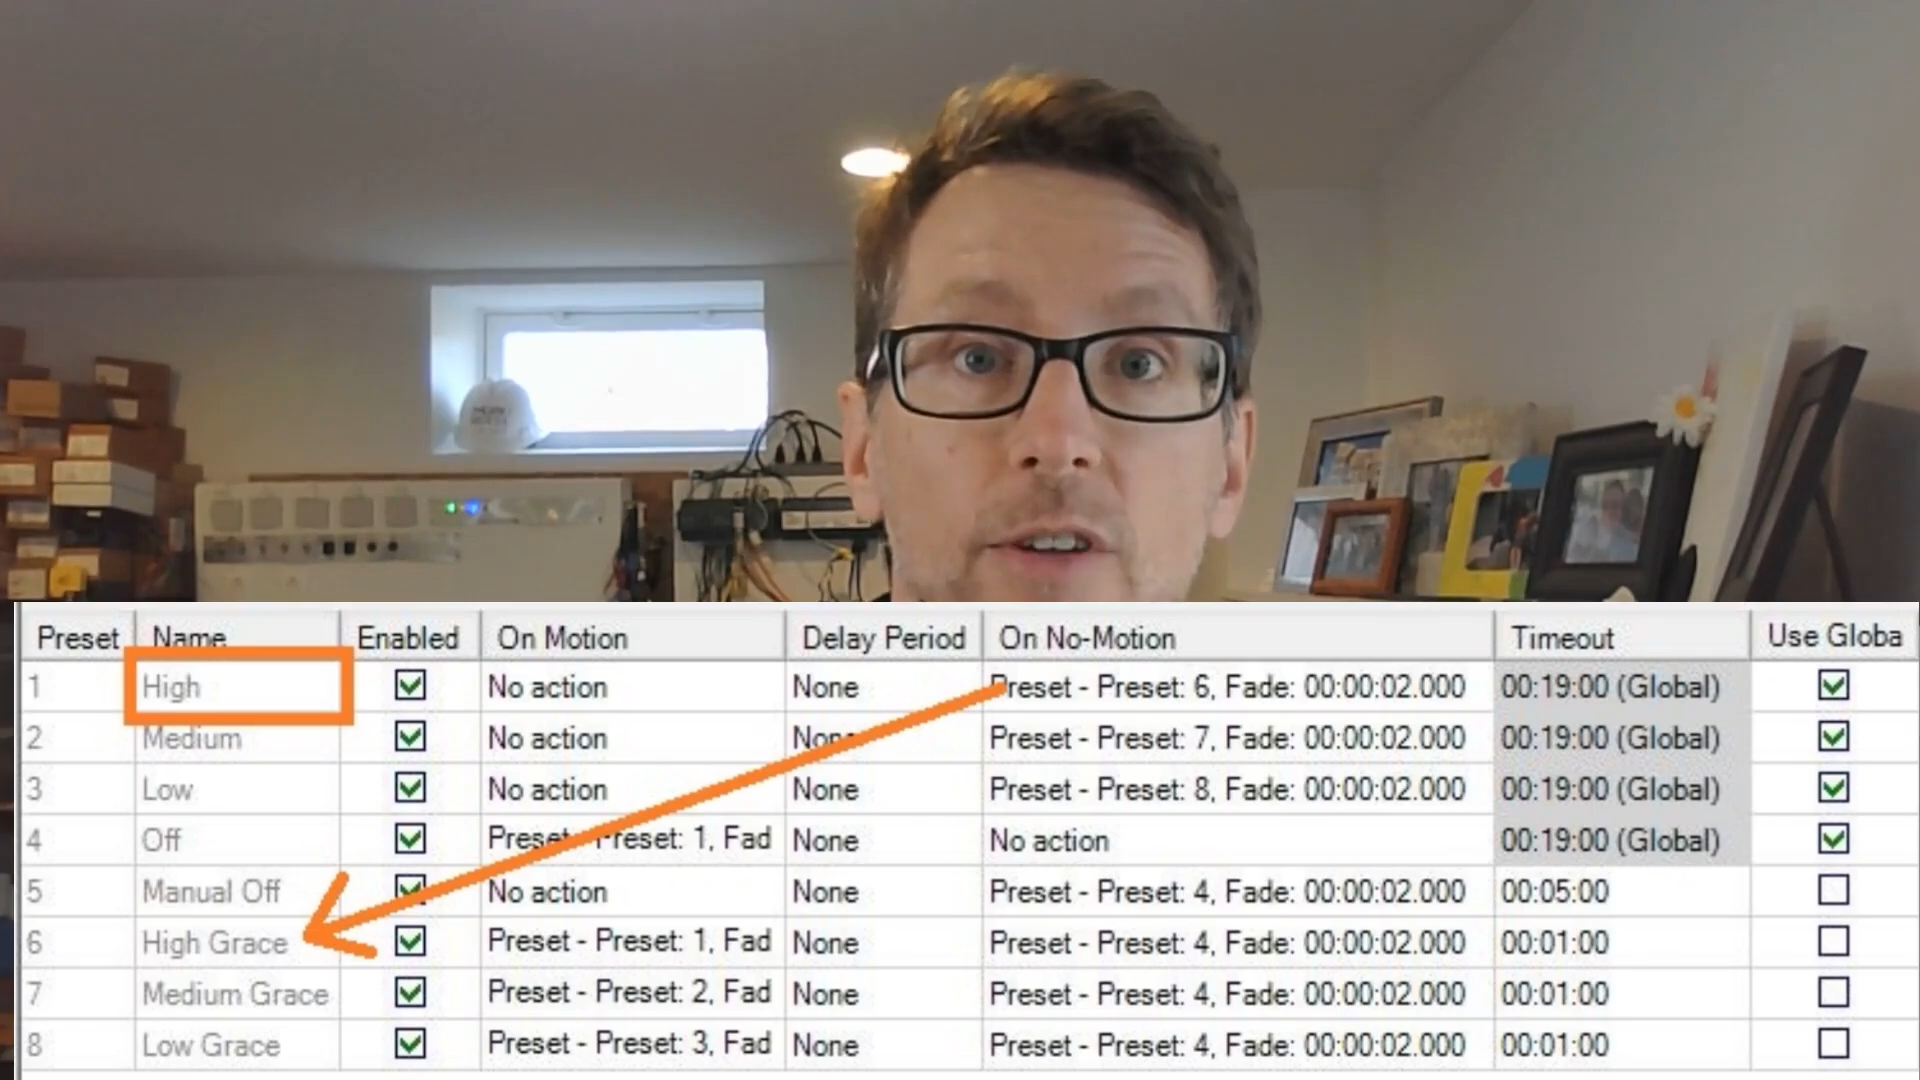 Preset Name Enabled On Motion Delay Period On No-Motion Timeout Use Globa
1 High No action None Preset - Preset: 6, Fade: 00:00:02.000 00:19:00 (Global)
2 Medium No action None Preset - Preset: 7, Fade: 00:00:02.000 00:19:00 (Global)
3 Low No action None Preset - Preset: 8, Fade: 00:00:02.000 00:19:00 (Global)
4 Off Preset - Preset: 1, Fad None No action 00:19:00 (Global)
5 Manual Off No action None Preset - Preset: 4, Fade: 00:00:02.000 00:05:00
6 High Grace Preset - Preset: 1, Fad None Preset - Preset: 4, Fade: 00:00:02.000 00:01:00
7 Medium Grace Preset - Preset: 2, Fad None Preset - Preset: 4, Fade: 00:00:02.000 00:01:00
8 Low Grace Preset - Preset: 3, Fad None Preset - Preset: 4, Fade: 00:00:02.000 00:01:00